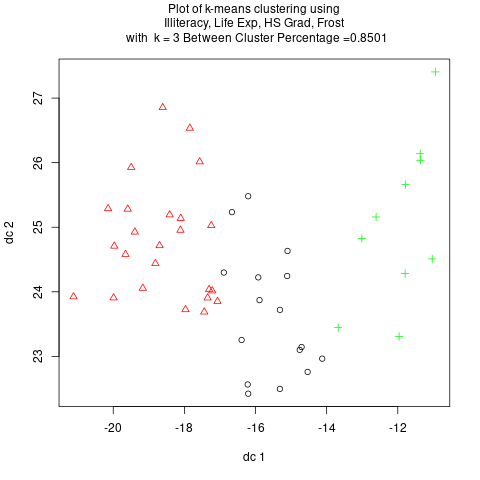 Plot of k-means clustering using
Illiteracy, Life Exp, HS Grad, Frost
with  k = 3 Between Cluster Percentage =0.8501
27
26
25
24
23
dc 2
-20
-18
-16
-14
-12
dc 1